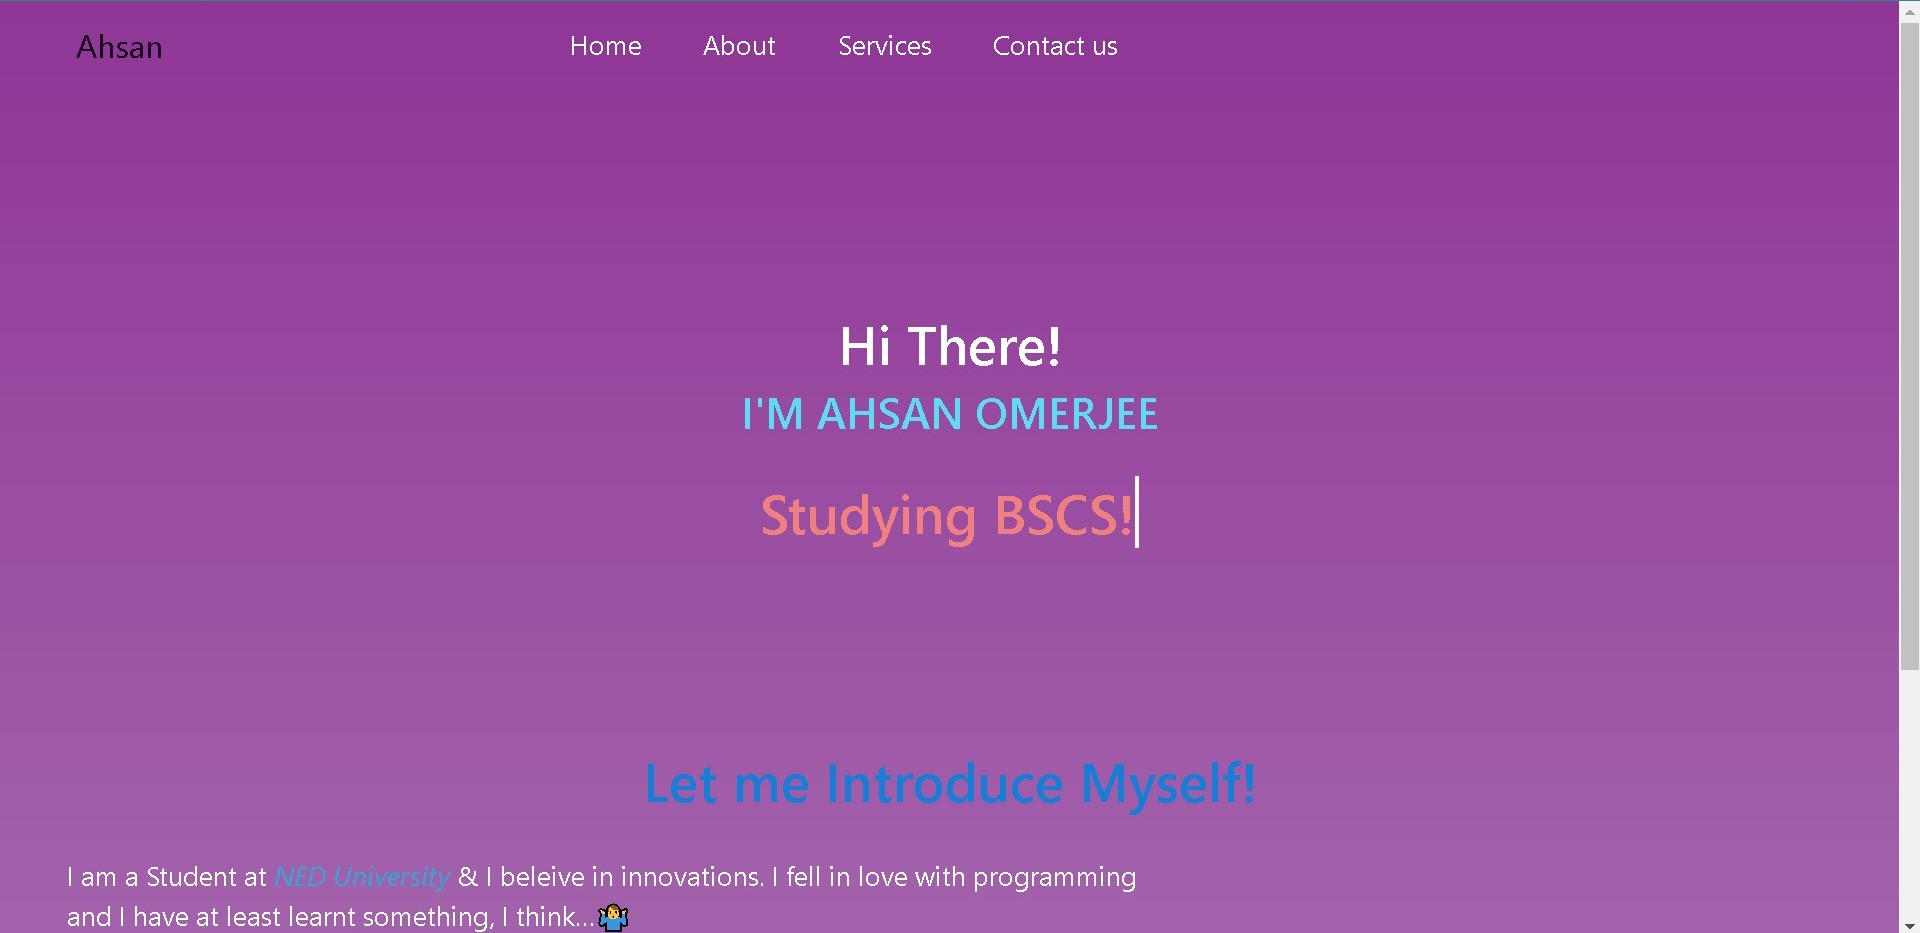 Ahsan Home About Services Contact us
Hi There!
I'M AHSAN OMERJEE
Studying BSCS!
Let me Introduce Myself!
I am a Student at NED University & I beleive in innovations. I fell in love with programming
and I have at least learnt something, I think...🤷‍♂️